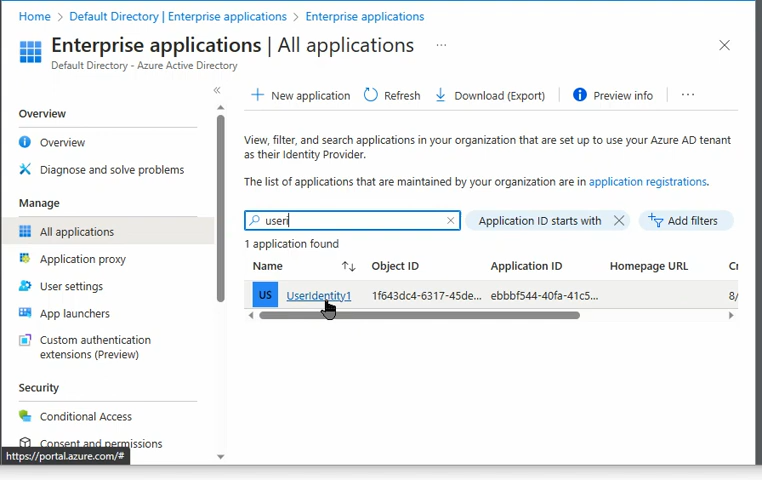 Home > Default Directory | Enterprise applications > Enterprise applications >
Enterprise applications | All applications ...
Default Directory - Azure Active Directory
Overview
Overview
Diagnose and solve problems
Manage
All applications
Application proxy
User settings
App launchers
Custom authentication
extensions (Preview)
Security
Conditional Access
Consent and permissions
https://portal.azure.com/#
New application
Refresh
Download (Export)
Preview info
...
View, filter, and search applications in your organization that are set up to use your Azure AD tenant
as their Identity Provider.
The list of applications that are maintained by your organization are in application registrations.
useri
Application ID starts with
Add filters
1 application found
Name Object ID Application ID Homepage URL Cr
US UserIdentity1 1f643dc4-6317-45de... ebbbf544-40fa-41c5... 8/